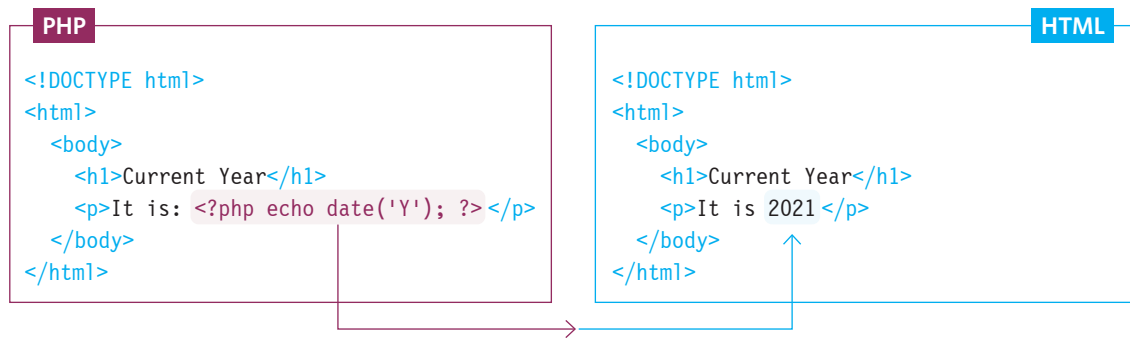 PHP
<!DOCTYPE html>
<html>
<body>
<h1>Current Year</h1>
<p>It is: <?php echo date('Y'); ?></p>
</body>
</html>
HTML
<!DOCTYPE html>
<html>
<body>
<h1>Current Year</h1>
<p>It is 2021</p>
</body>
</html>